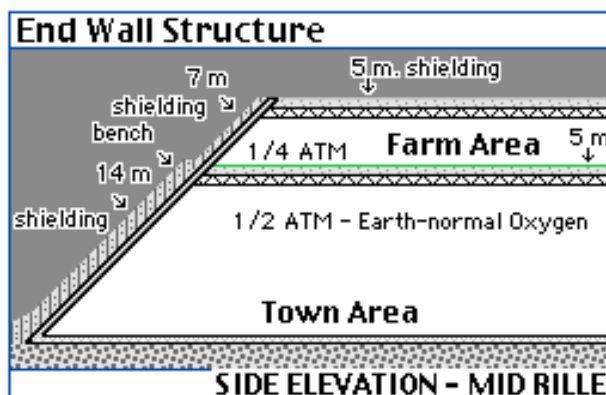 End Wall Structure
7 m
shielding
bench
14 m
shielding
5 m. shielding
1/4 ATM
Farm Area
5 m
1/2 ATM - Earth-normal Oxygen
Town Area
SIDE ELEVATION - MID RILLE